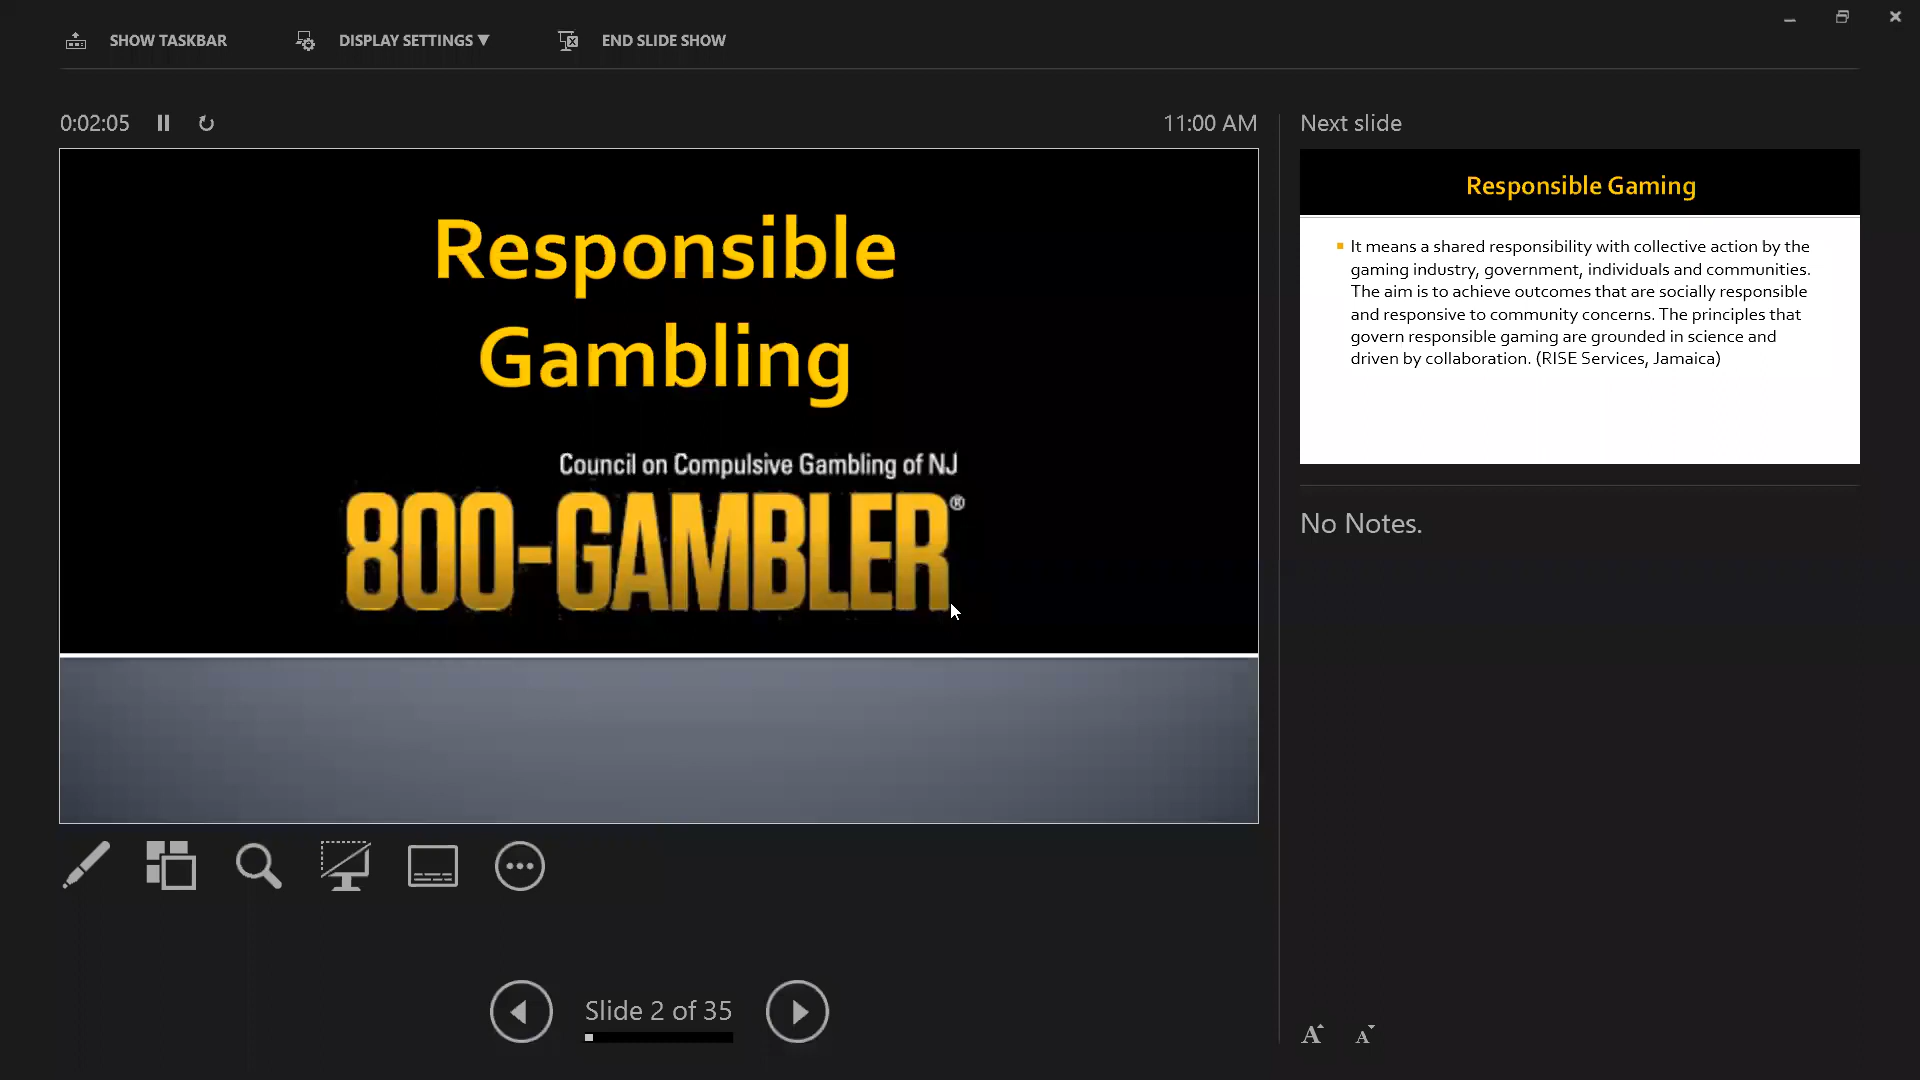 SHOW TASKBAR
DISPLAY SETTINGS ▼
END SLIDE SHOW
0:02:05
11:00 AM
Next slide
Responsible
Gambling
Council on Compulsive Gambling of NJ
800-GAMBLER®
Responsible Gaming
It means a shared responsibility with collective action by the
gaming industry, government, individuals and communities.
The aim is to achieve outcomes that are socially responsible
and responsive to community concerns. The principles that
govern responsible gaming are grounded in science and
driven by collaboration. (RISE Services, Jamaica)
No Notes.
Slide 2 of 35
A A